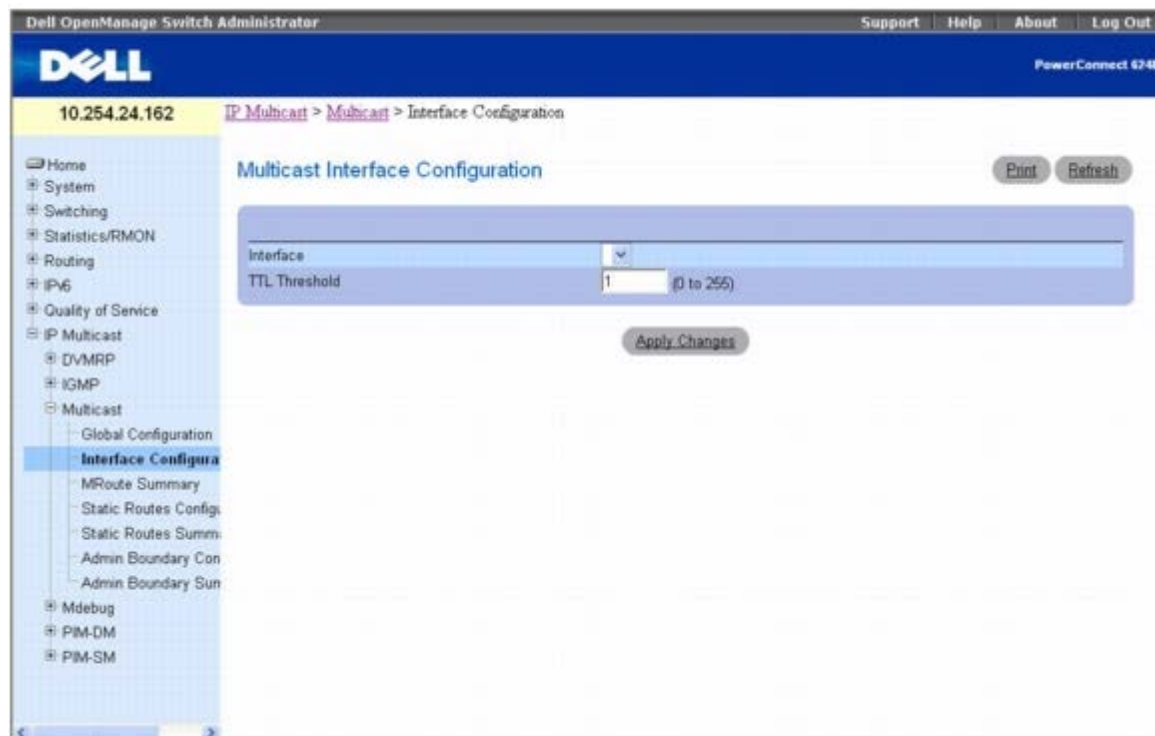 Dell OpenManage Switch Administrator
Support Help About Log Out
DELL
PowerConnect 6248
10.254.24.162
IP Multicast > Multicast > Interface Configuration
Home
System
Switching
Statistics/RMON
Routing
IPv6
Quality of Service
IP Multicast
DVMRP
IGMP
Multicast
Global Configuration
Interface Configura
MRoute Summary
Static Routes Configu
Static Routes Summa
Admin Boundary Con
Admin Boundary Sum
Mdebug
PIM-DM
PIM-SM
Multicast Interface Configuration
Print Refresh
Interface
TTL Threshold 1 (0 to 255)
Apply Changes